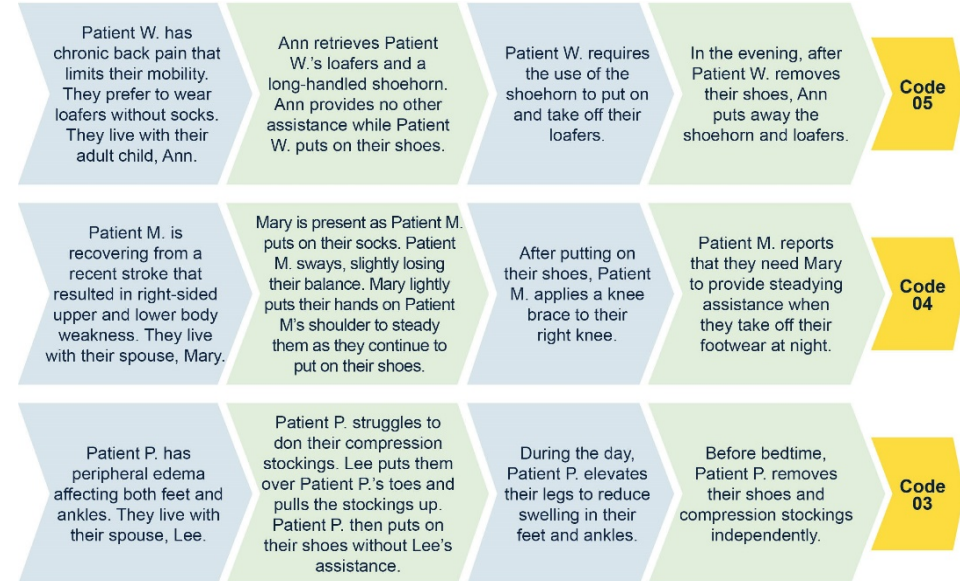 Patient W. has
chronic back pain that
limits their mobility.
They prefer to wear
loafers without socks.
They live with their
adult child, Ann.
Ann retrieves Patient
W.'s loafers and a
long-handled shoehorn.
Ann provides no other
assistance while Patient
W. puts on their shoes.
Patient W. requires
the use of the
shoehorn to put on
and take off their
loafers.
In the evening, after
Patient W. removes
their shoes, Ann
puts away the
shoehorn and loafers.
Code
05
Patient M. is
recovering from a
recent stroke that
resulted in right-sided
upper and lower body
weakness. They live
with their spouse, Mary.
Mary is present as Patient M.
puts on their socks. Patient
M. sways, slightly losing
their balance. Mary lightly
puts their hands on Patient
M's shoulder to steady
them as they continue to
put on their shoes.
After putting on
their shoes, Patient
M. applies a knee
brace to their
right knee.
Patient M. reports
that they need Mary
to provide steadying
assistance when
they take off their
footwear at night.
Code
04
Patient P. has
peripheral edema
affecting both feet and
ankles. They live with
their spouse, Lee.
Patient P. struggles to
don their compression
stockings. Lee puts them
over Patient P.'s toes and
pulls the stockings up.
Patient P. then puts on
their shoes without Lee's
assistance.
During the day,
Patient P. elevates
their legs to reduce
swelling in their
feet and ankles.
Before bedtime,
Patient P. removes
their shoes and
compression stockings
independently.
Code
03